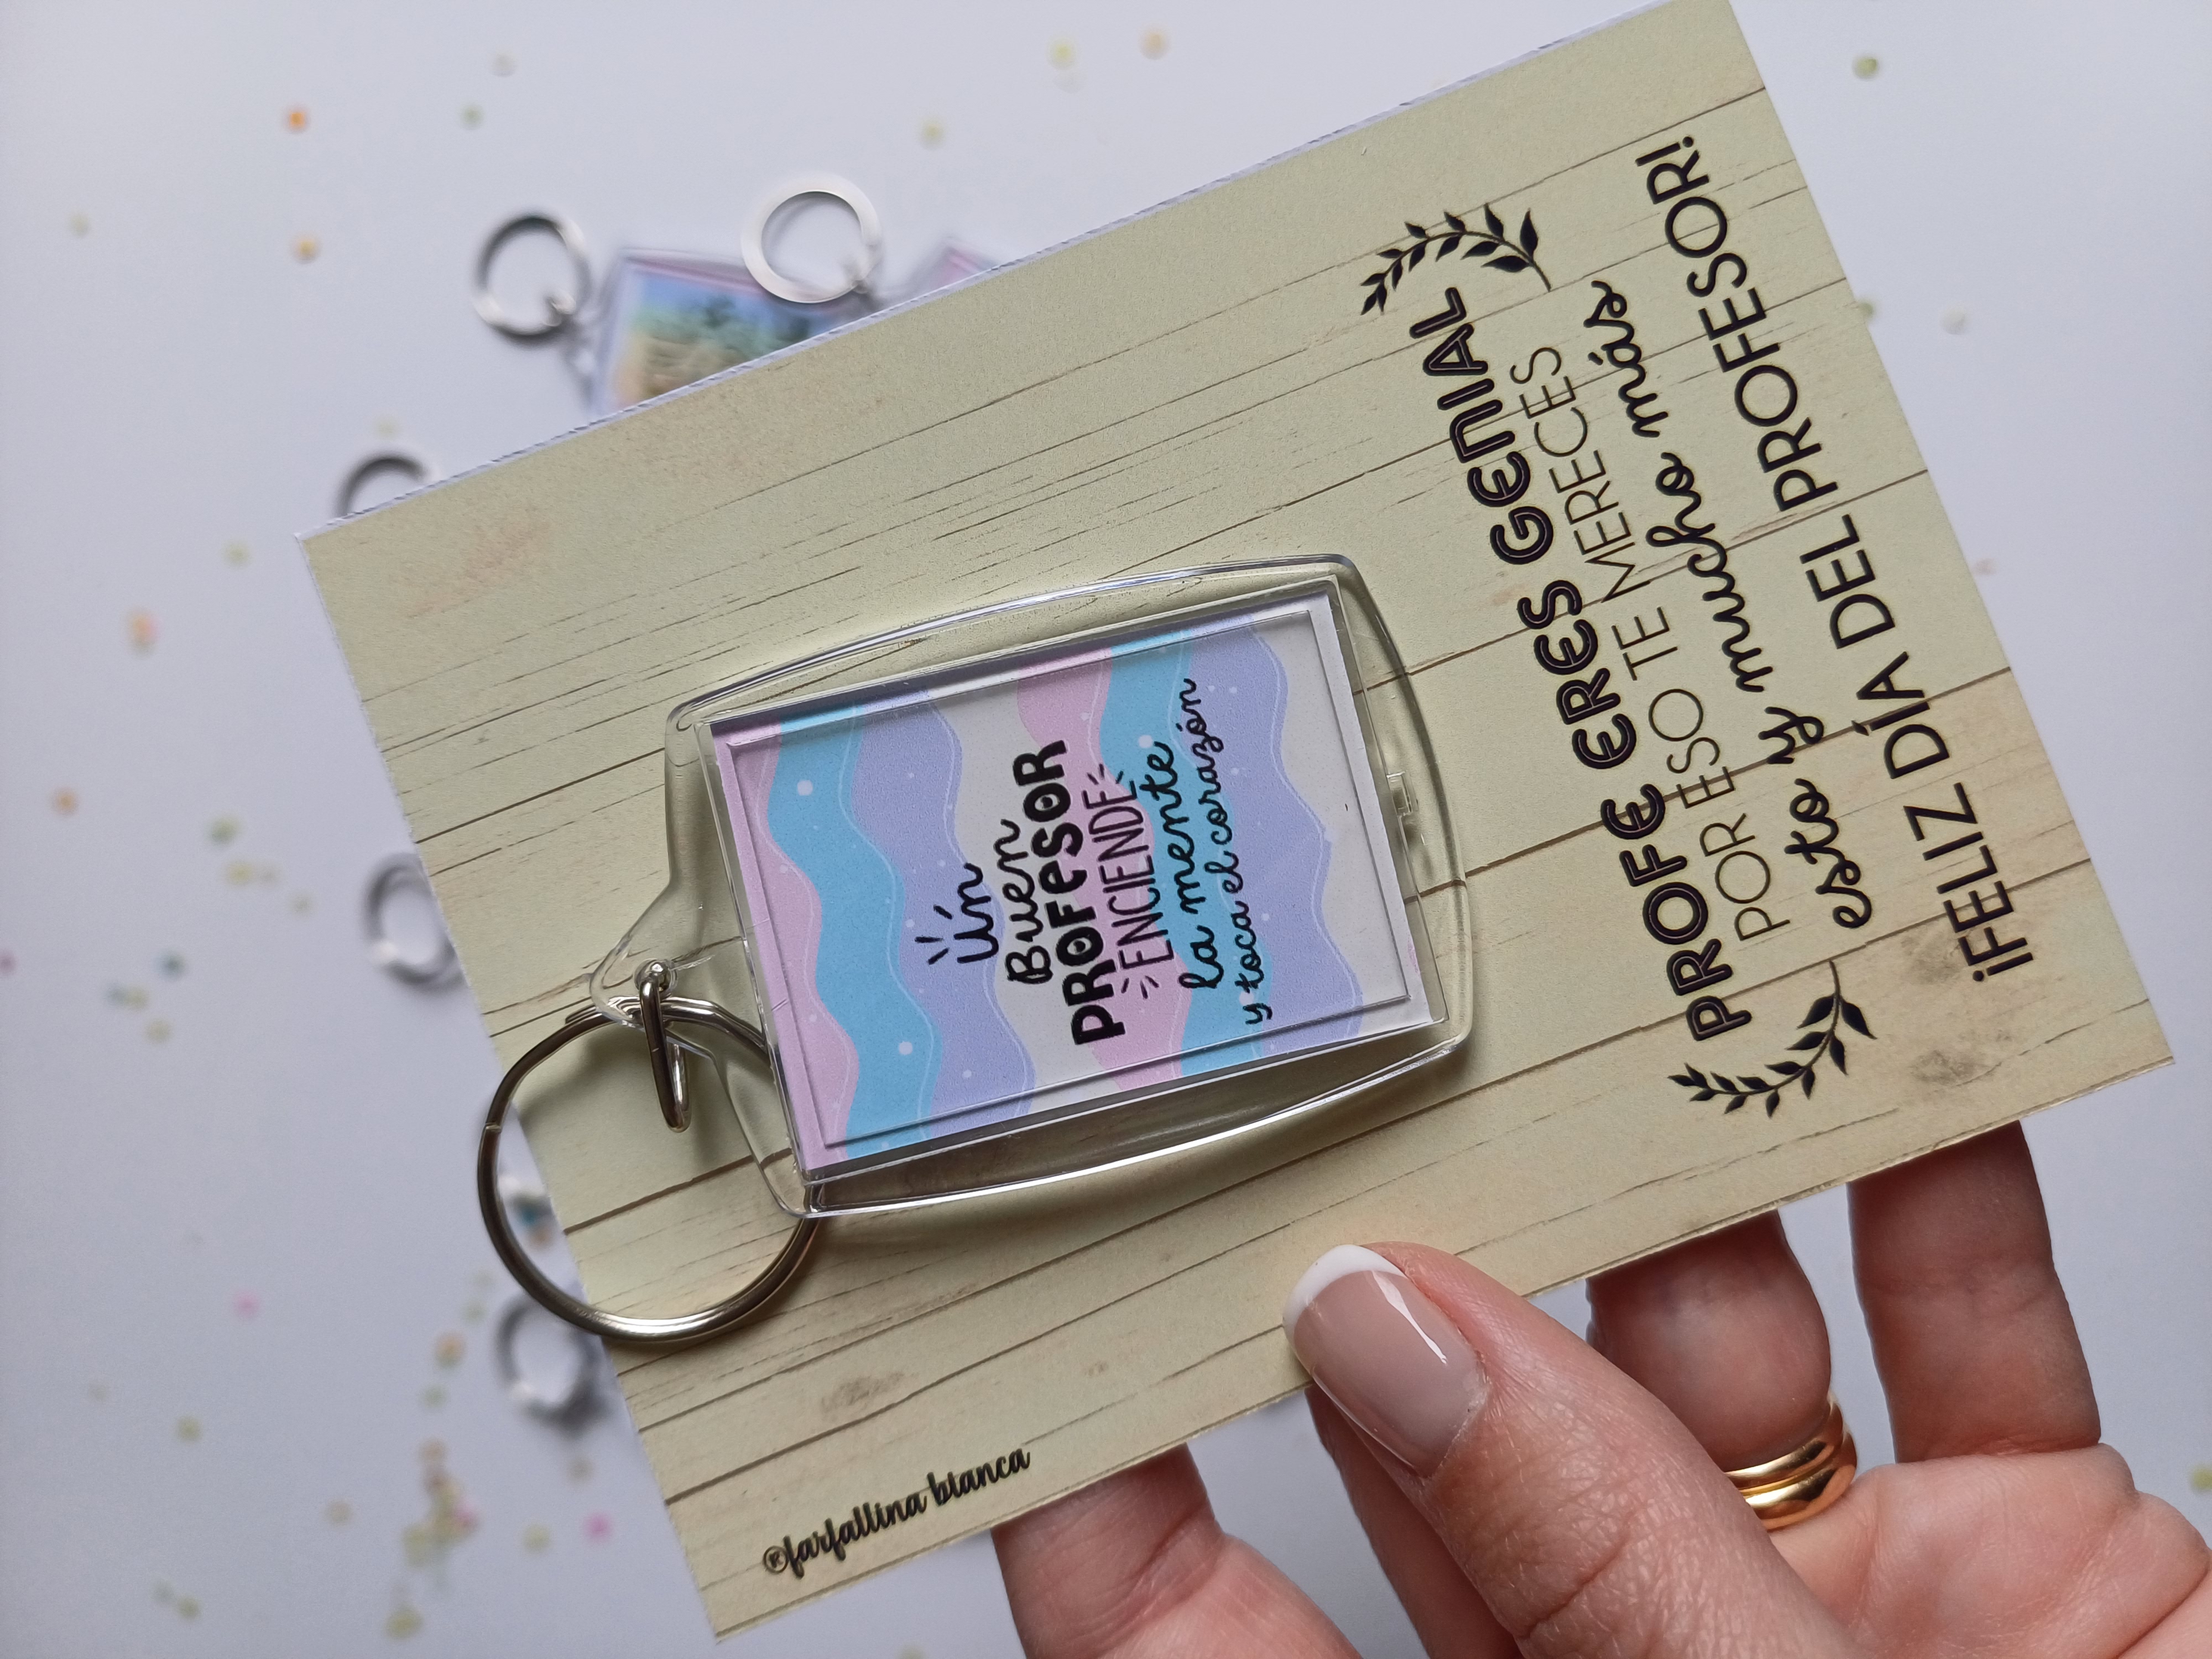 Un
Buen
PROFESOR
ENCIENDE
la mente
y toca el corazón
PROFE ERES GENIAL
POR ESO TE MERECES
esto y mucho más
¡FELIZ DÍA DEL PROFESOR!
®farfallina bianca